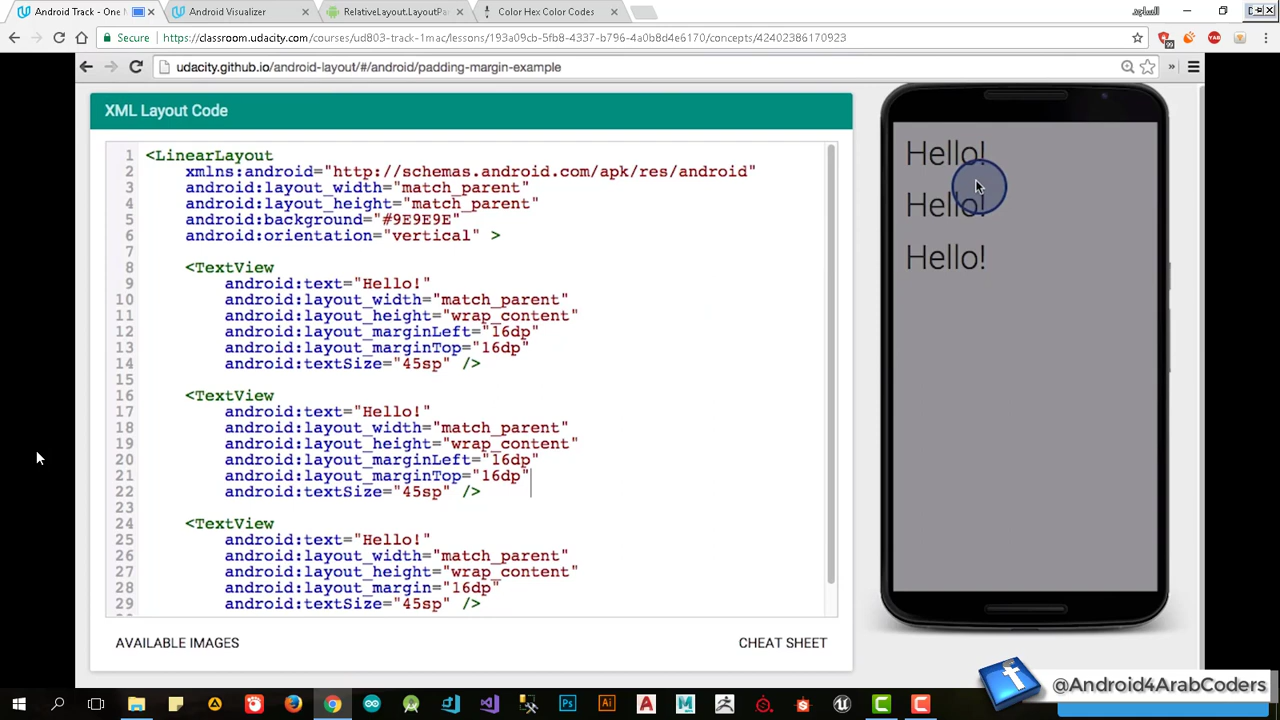 Android Track - One
Android Visualizer
RelativeLayout.LayoutPa
Color Hex Color Codes
Secure
https://classroom.udacity.com/courses/ud803-track-1mac/lessons/193a09cb-5fb8-4337-b796-4a0b8d4e6170/concepts/42402386170923
udacity.github.io/android-layout/#/android/padding-margin-example
XML Layout Code
1 <LinearLayout
2 xmlns:android="http://schemas.android.com/apk/res/android"
3 android:layout_width="match_parent"
4 android:layout_height="match_parent"
5 android:background="#9E9E9E"
6 android:orientation="vertical" >
7
8 <TextView
9 android:text="Hello!"
10 android:layout_width="match_parent"
11 android:layout_height="wrap_content"
12 android:layout_marginLeft="16dp"
13 android:layout_marginTop="16dp"
14 android:textSize="45sp" />
15
16 <TextView
17 android:text="Hello!"
18 android:layout_width="match_parent"
19 android:layout_height="wrap_content"
20 android:layout_marginLeft="16dp"
21 android:layout_marginTop="16dp"
22 android:textSize="45sp" />
23
24 <TextView
25 android:text="Hello!"
26 android:layout_width="match_parent"
27 android:layout_height="wrap_content"
28 android:layout_margin="16dp"
29 android:textSize="45sp" />
AVAILABLE IMAGES
CHEAT SHEET
Hello!
Hello!
Hello!
@Android4ArabCoders